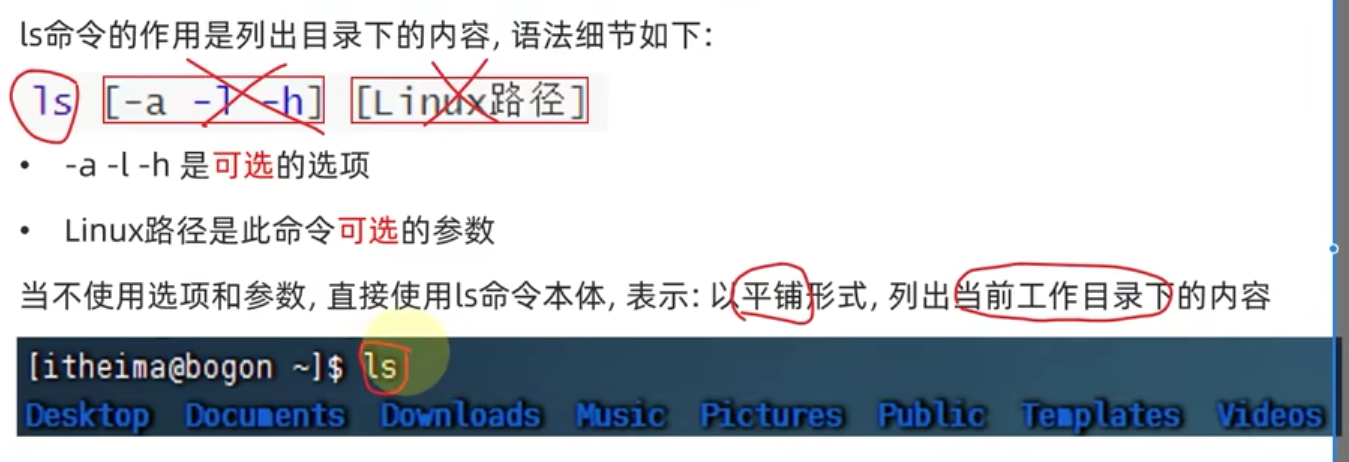 ls命令的作用是列出目录下的内容, 语法细节如下:
ls [-a -l -h] [Linux路径]
• -a -l -h 是可选的选项
• Linux路径是此命令可选的参数
当不使用选项和参数, 直接使用ls命令本体, 表示: 以平铺形式, 列出当前工作目录下的内容
[itheima@bogon ~]$ ls
Desktop Documents Downloads Music Pictures Public Templates Videos